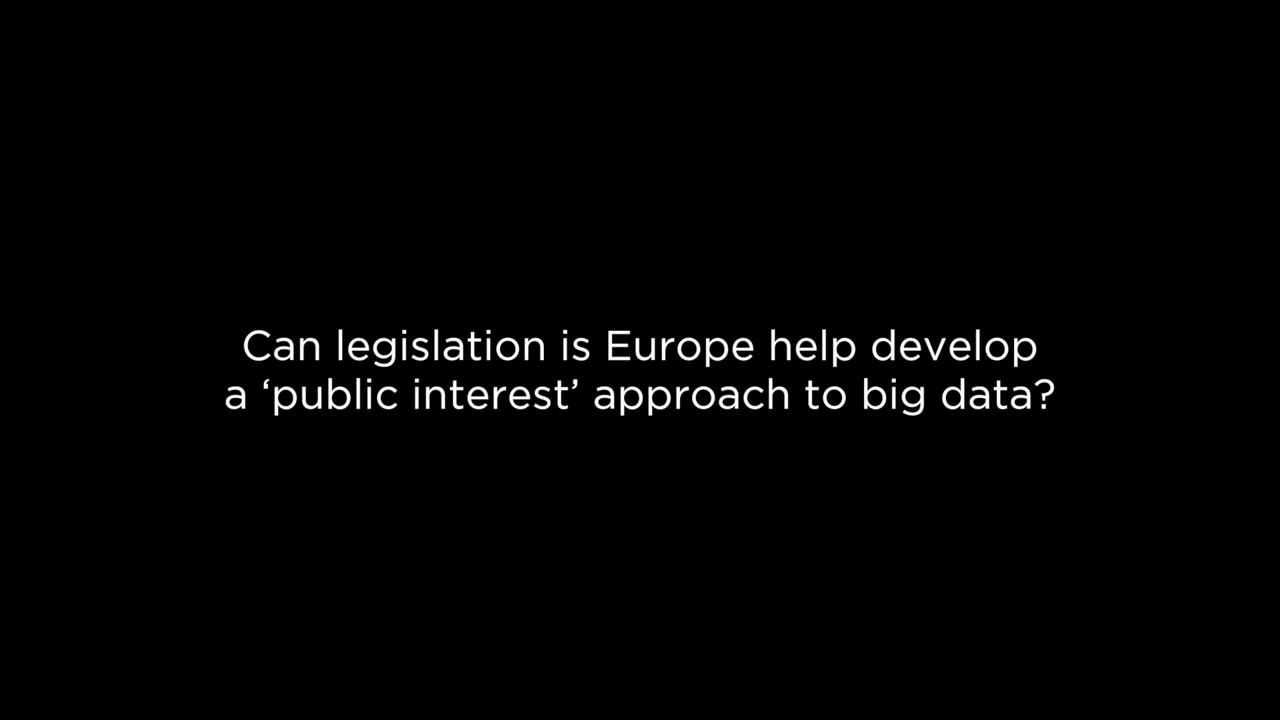 Can legislation is Europe help develop
a ‘public interest’ approach to big data?